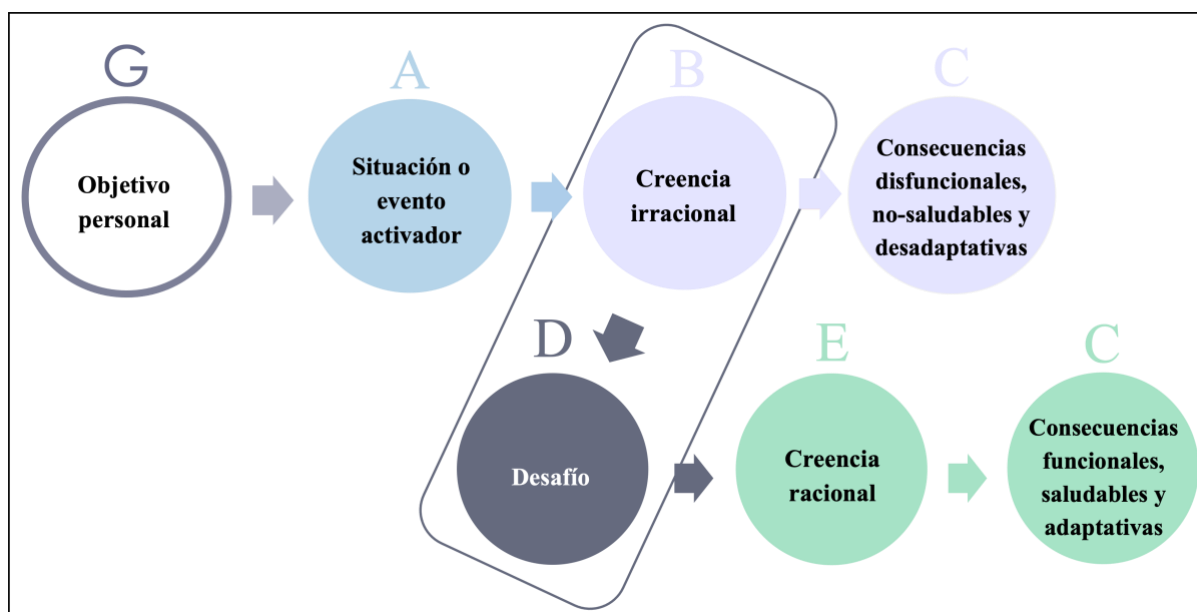 G
Objetivo
personal
A
Situación o
evento
activador
B
Creencia
irracional
C
Consecuencias
disfuncionales,
no-saludables y
desadaptativas
D
Desafío
E
Creencia
racional
C
Consecuencias
funcionales,
saludables y
adaptativas